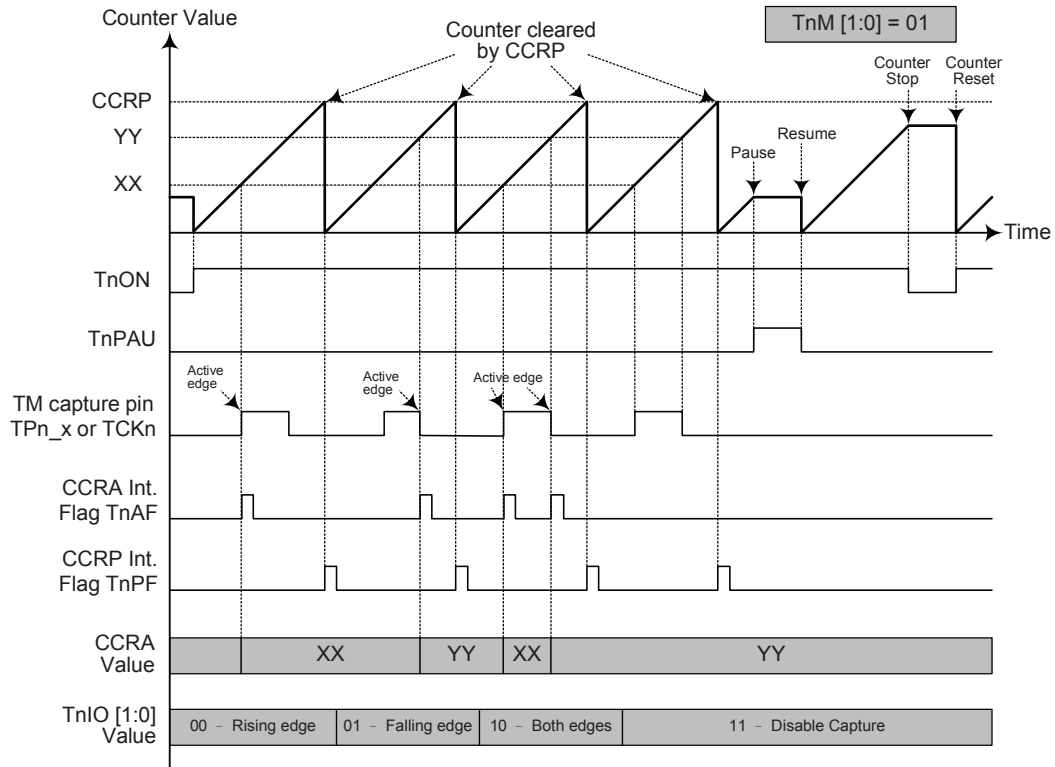 Counter Value
TnM [1:0] = 01
Counter cleared
by CCRP
Counter
Stop
Counter
Reset
CCRP
YY
Resume
Pause
XX
Time
TnON
TnPAU
Active
edge
Active
edge
Active edge
TM capture pin
TPn_x or TCKn
CCRA Int.
Flag TnAF
CCRP Int.
Flag TnPF
CCRA
Value
XX
YY
XX
YY
TnIO [1:0]
Value
00 – Rising edge
01 – Falling edge
10 – Both edges
11 – Disable Capture